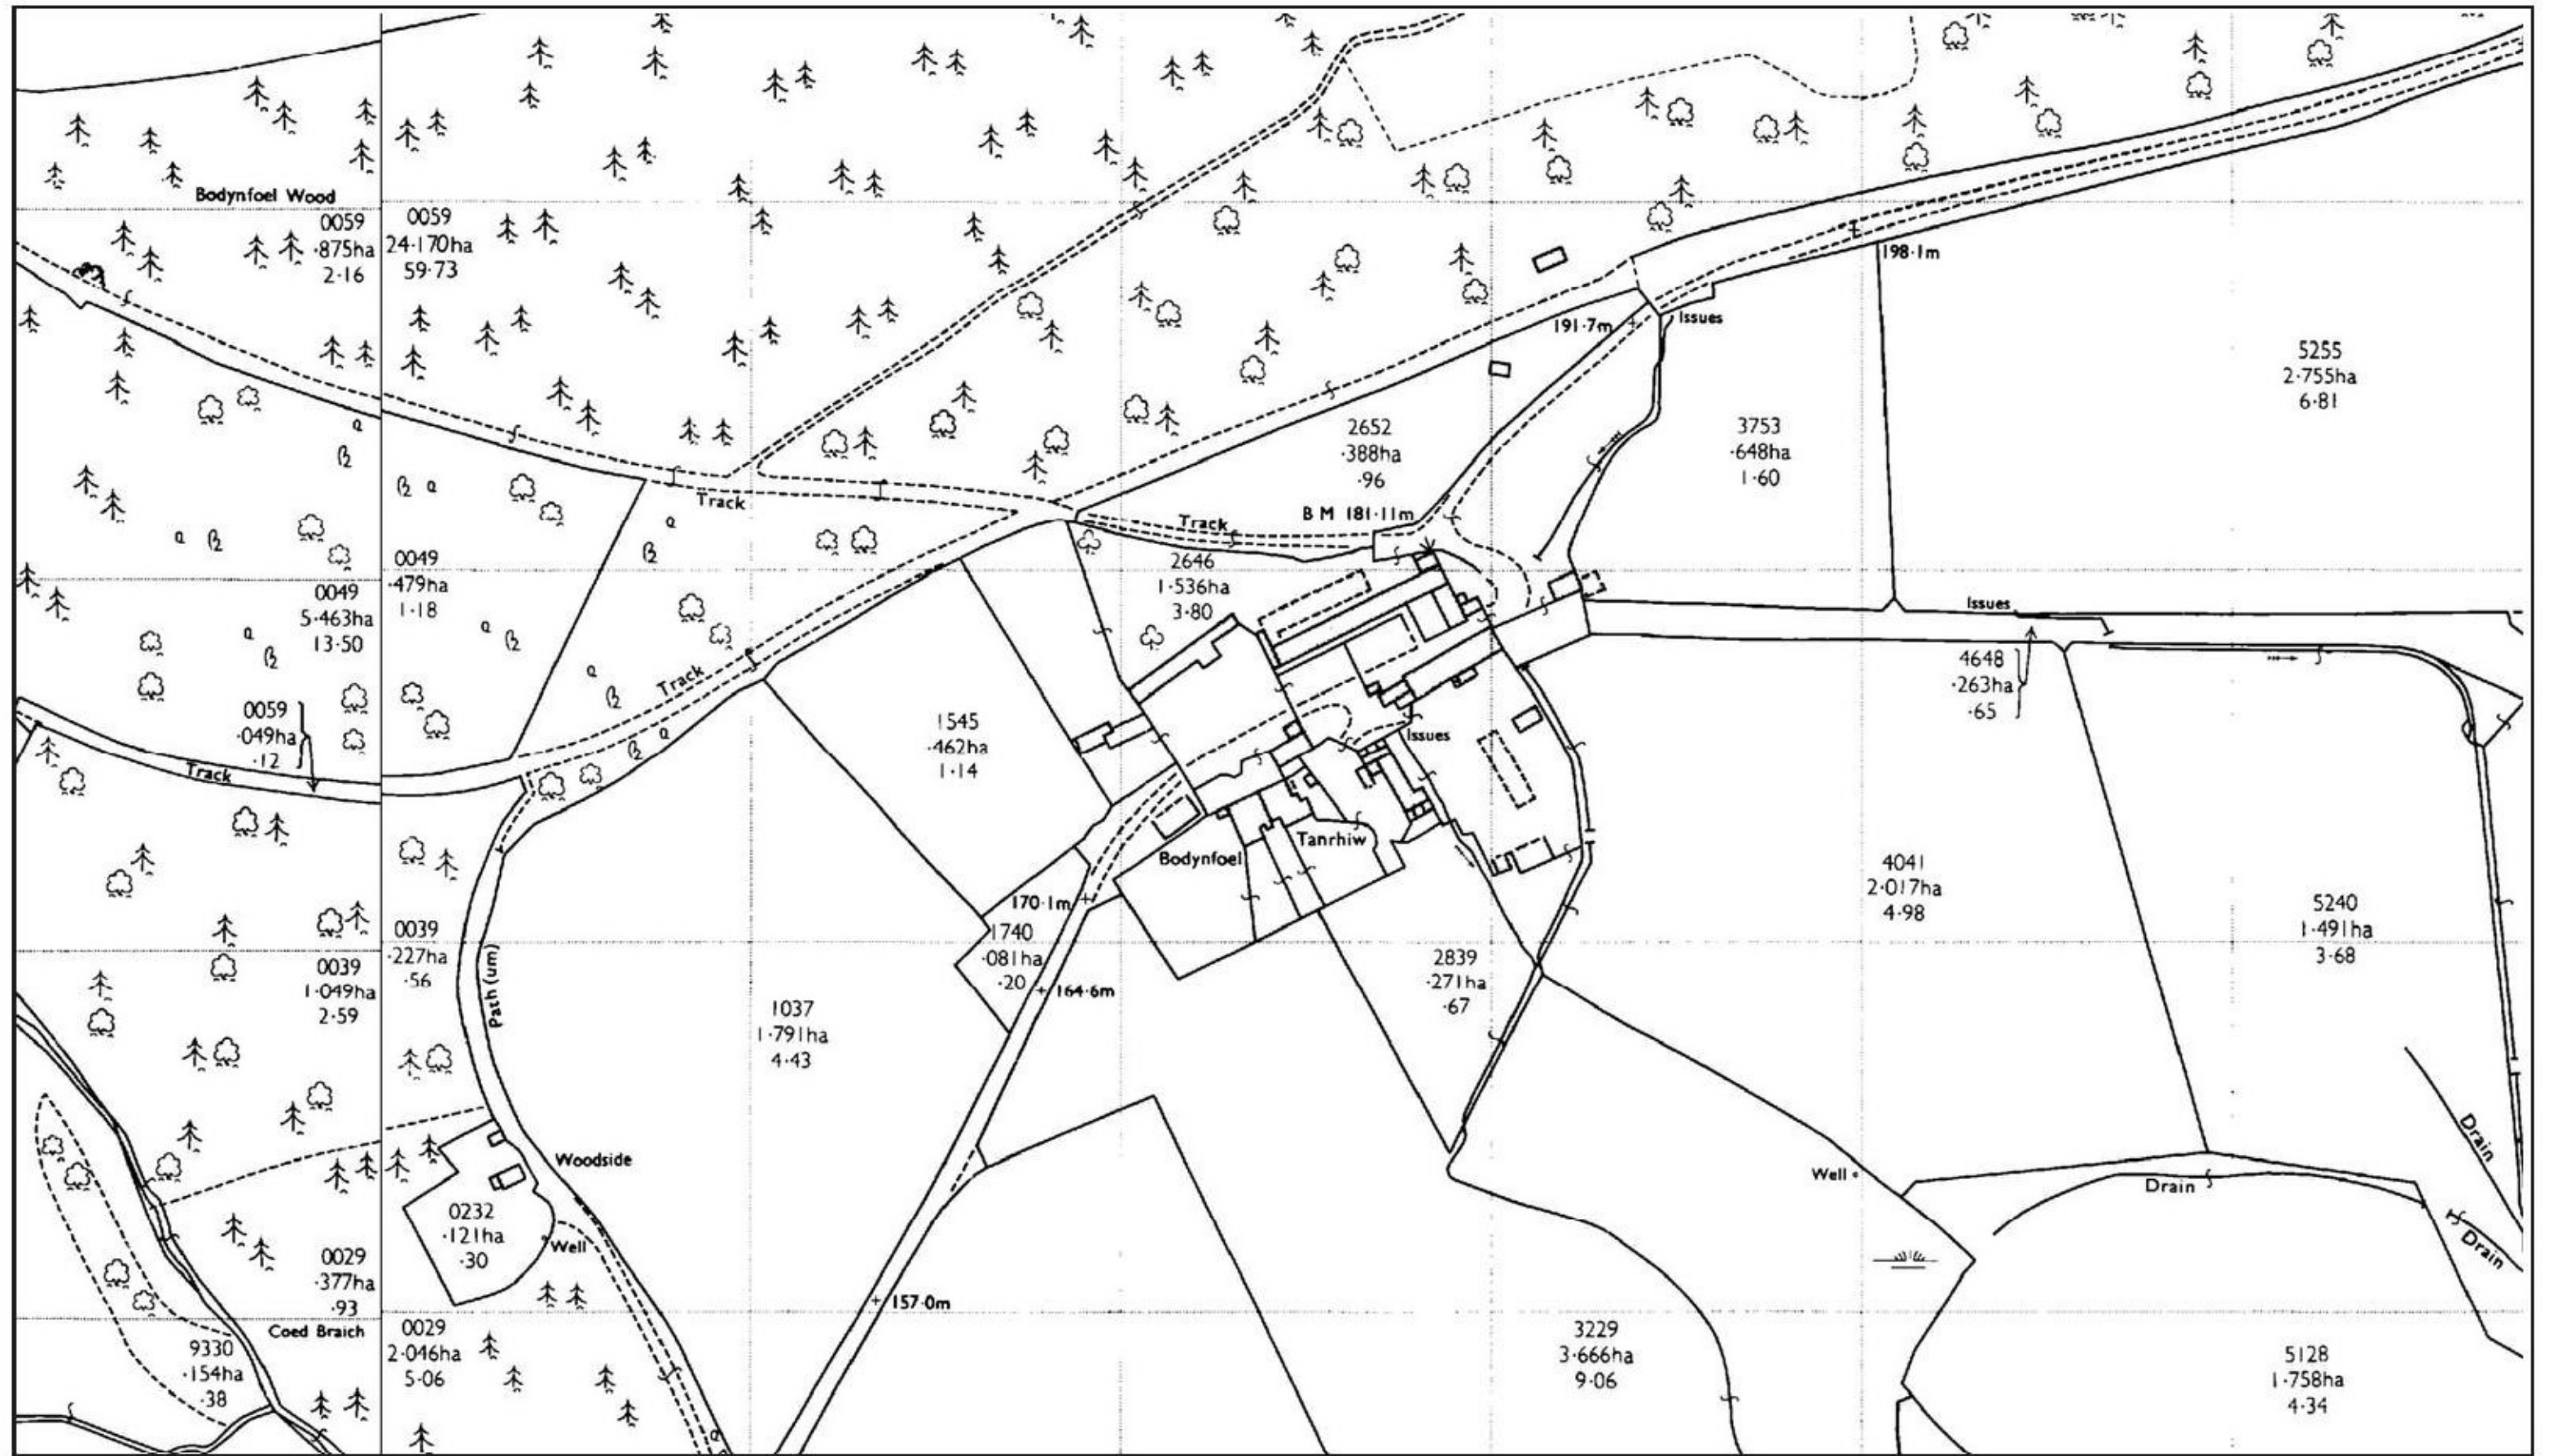 Bodynfoel Wood
0059
·875ha
2·16
0059
24·170ha
59·73
198·1m
Issues
191·7m
5255
2·755ha
6·81
2652
·388ha
·96
3753
·648ha
1·60
Track
Track
B M 181·11m
2646
1·536ha
3·80
0049
·479ha
1·18
0049
5·463ha
13·50
Issues
4648
·263ha
·65
Track
0059
·049ha
·12
Track
1545
·462ha
1·14
Issues
Tanrhiw
Bodynfoel
4041
2·017ha
4·98
5240
1·491ha
3·68
170·1m
1740
·081ha
·20
164·6m
0039
·227ha
·56
0039
1·049ha
2·59
Path (um)
2839
·271ha
·67
1037
1·791ha
4·43
Drain
Woodside
Well
Drain
0232
·121ha
·30
Well
Drain
0029
·377ha
·93
157·0m
Coed Braich
0029
2·046ha
5·06
9330
·154ha
·38
3229
3·666ha
9·06
5128
1·758ha
4·34